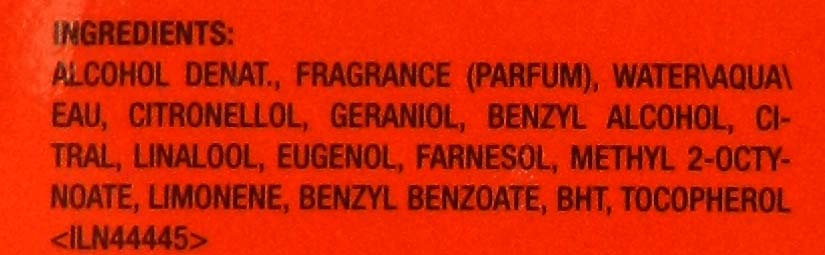 INGREDIENTS:
ALCOHOL DENAT., FRAGRANCE (PARFUM), WATER\AQUA\
EAU, CITRONELLOL, GERANIOL, BENZYL ALCOHOL, CI-
TRAL, LINALOOL, EUGENOL, FARNESOL, METHYL 2-OCTY-
NOATE, LIMONENE, BENZYL BENZOATE, BHT, TOCOPHEROL
<ILN44445>